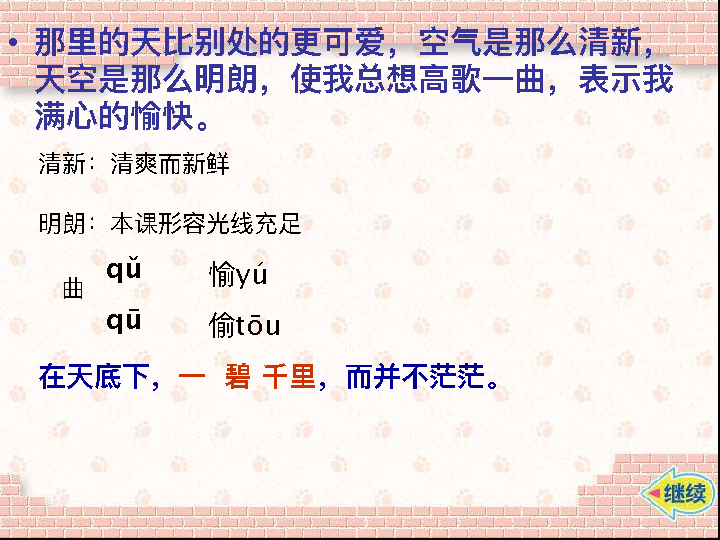 • 那里的天比别处的更可爱，空气是那么清新，
天空是那么明朗，使我总想高歌一曲，表示我
满心的愉快。
清新：清爽而新鲜
明朗：本课形容光线充足
曲 qǔ 愉yú
qū 偷tōu
在天底下，一 碧 千里，而并不茫茫。
继续